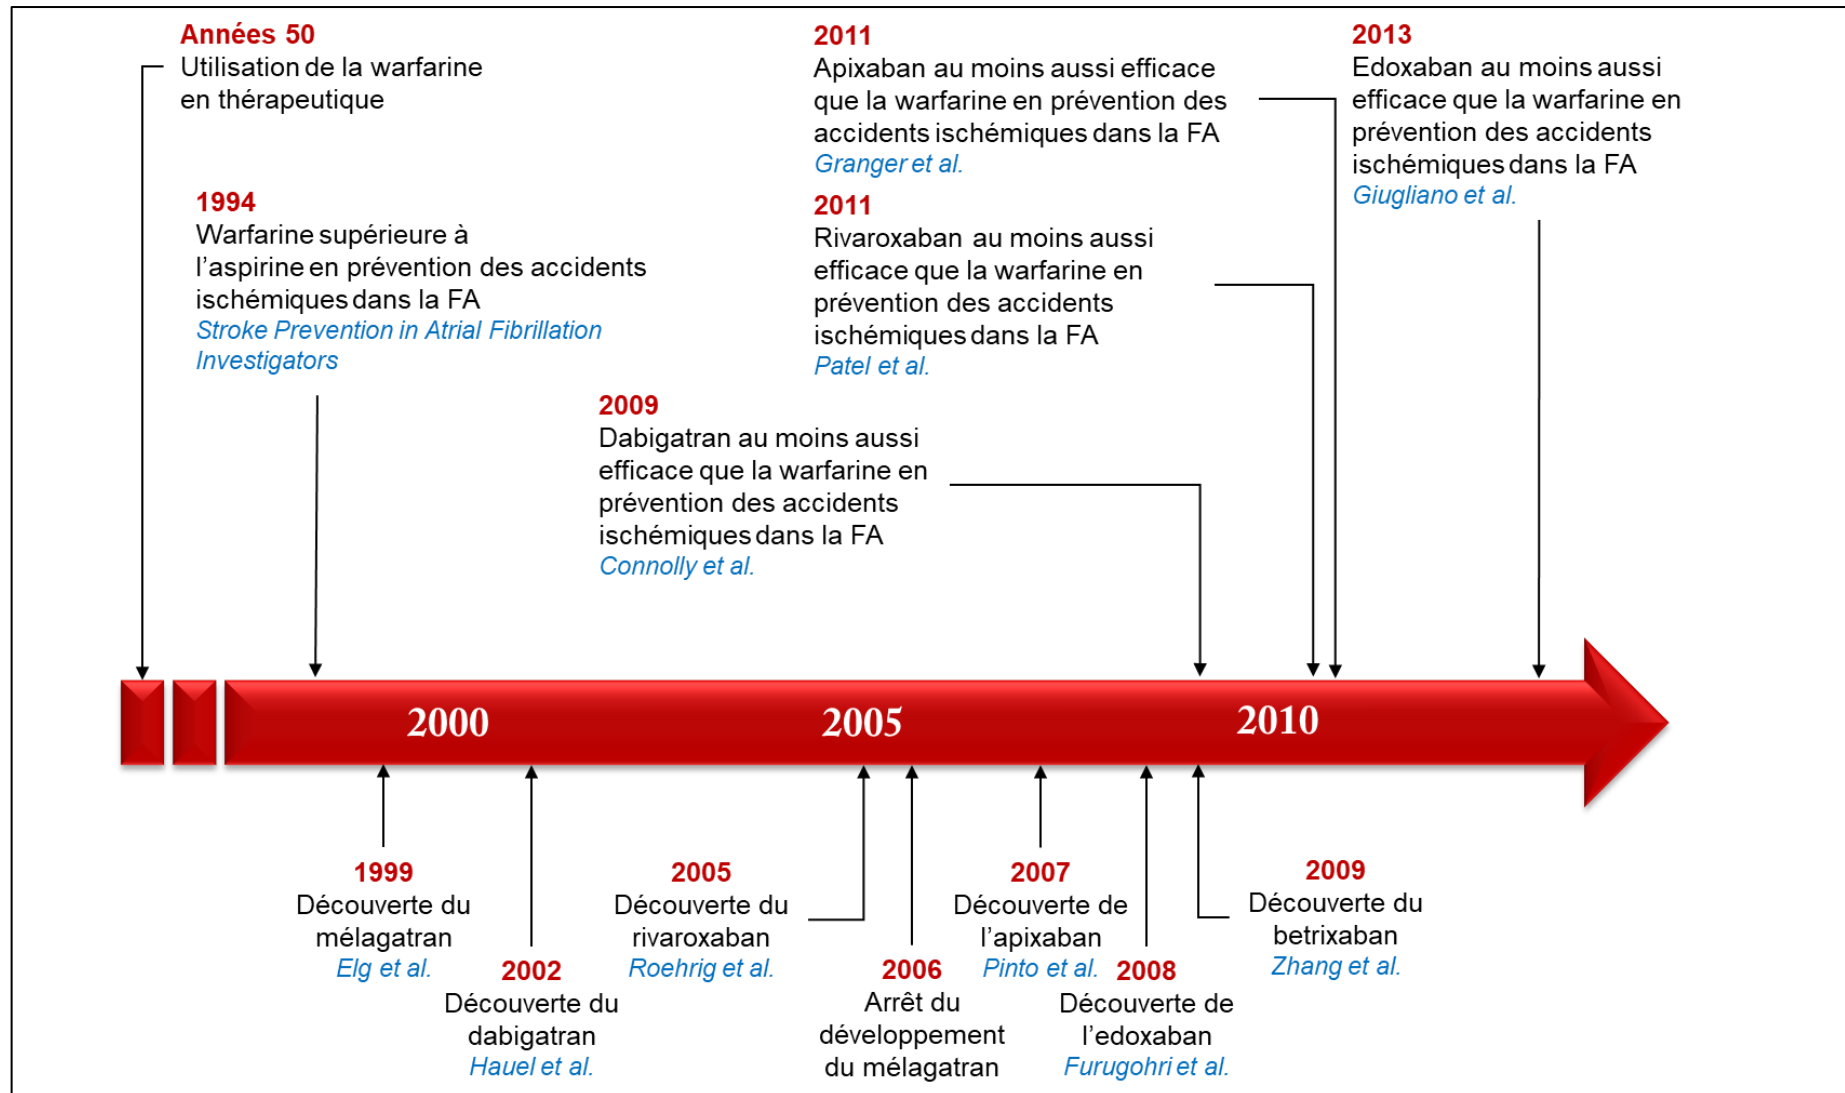 Années 50
Utilisation de la warfarine
en thérapeutique
1994
Warfarine supérieure à
l'aspirine en prévention des accidents
ischémiques dans la FA
Stroke Prevention in Atrial Fibrillation
Investigators
2009
Dabigatran au moins aussi
efficace que la warfarine en
prévention des accidents
ischémiques dans la FA
Connolly et al.
2011
Apixaban au moins aussi efficace
que la warfarine en prévention des
accidents ischémiques dans la FA
Granger et al.
2011
Rivaroxaban au moins aussi
efficace que la warfarine en
prévention des accidents
ischémiques dans la FA
Patel et al.
2013
Edoxaban au moins aussi
efficace que la warfarine en
prévention des accidents
ischémiques dans la FA
Giugliano et al.
2000
2005
2010
1999
Découverte du
mélagatran
Elg et al.
2002
Découverte du
dabigatran
Hauel et al.
2005
Découverte du
rivaroxaban
Roehrig et al.
2006
Arrêt du
développement
du mélagatran
2007
Découverte de
l'apixaban
Pinto et al.
2008
Découverte de
l'edoxaban
Furugohri et al.
2009
Découverte du
betrixaban
Zhang et al.